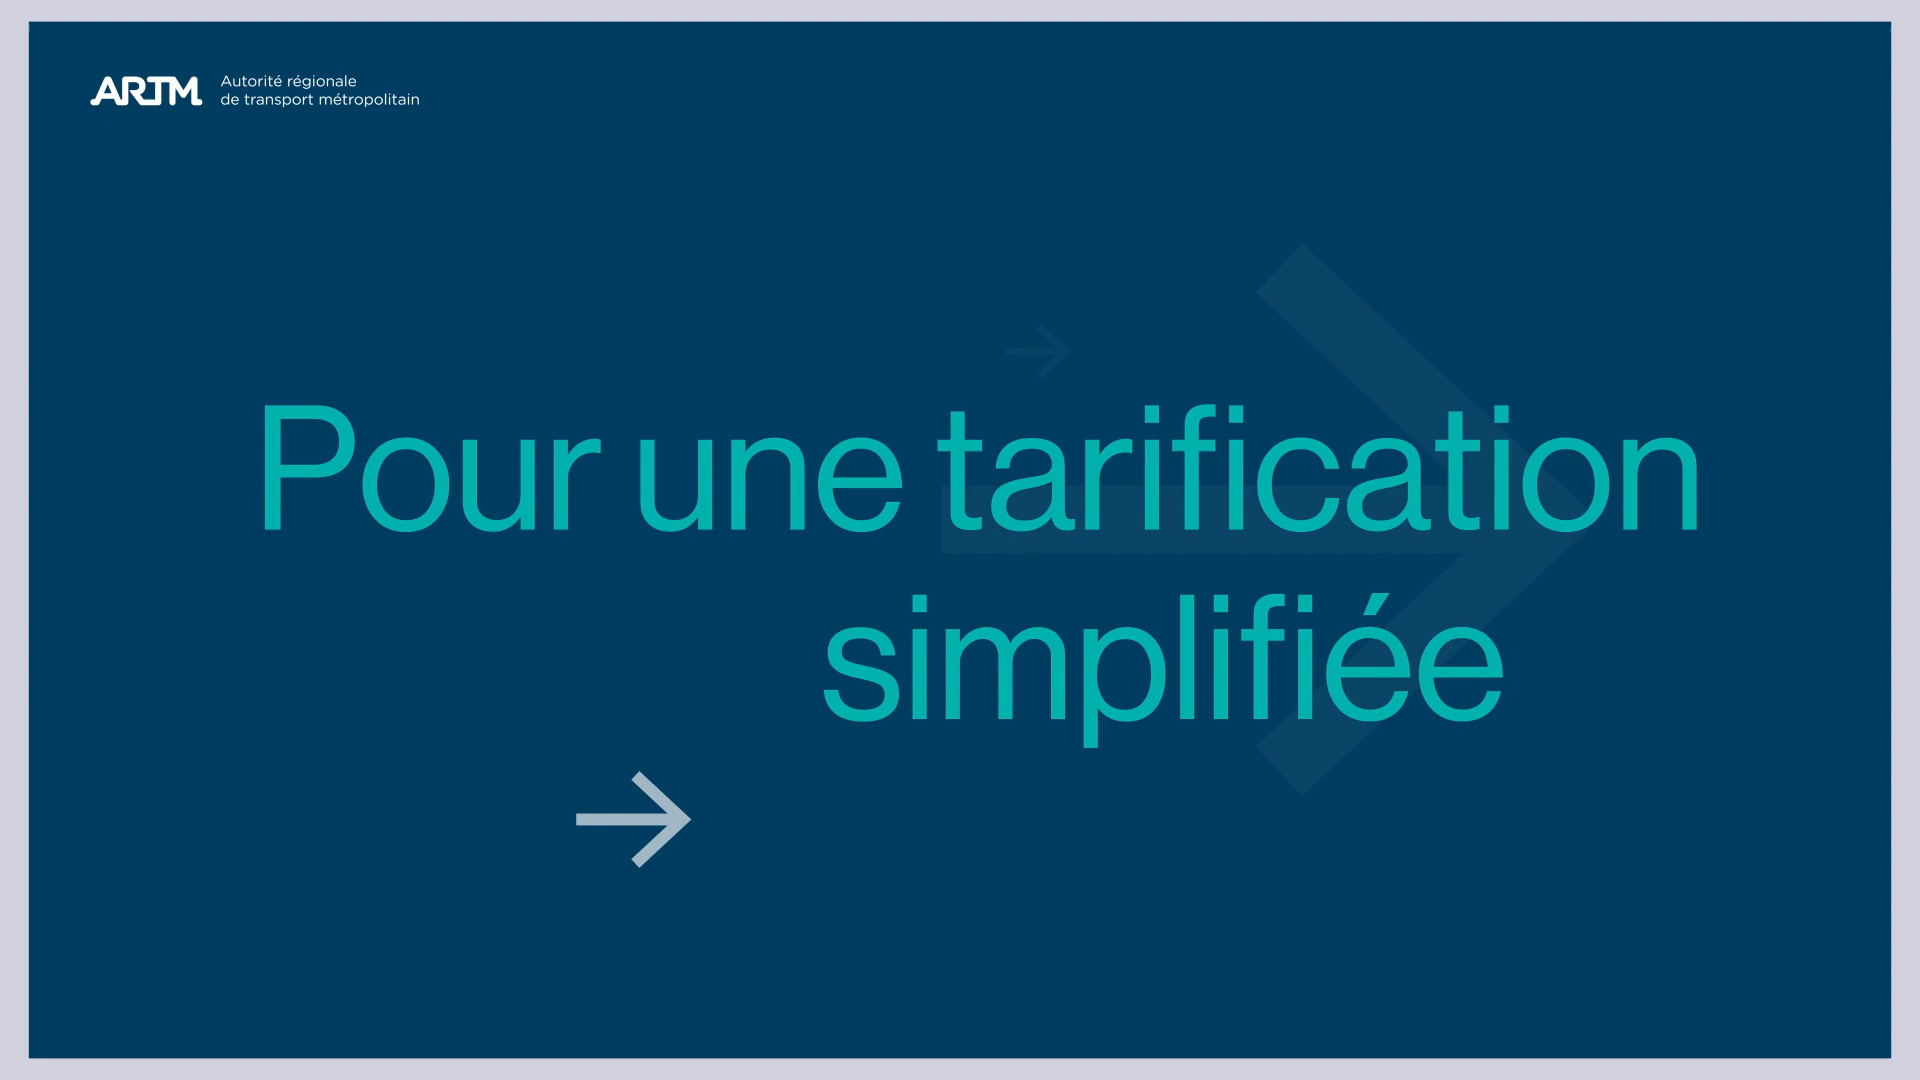 ARTM
Autorité régionale
de transport métropolitain
Pour une tarification
simplifiée